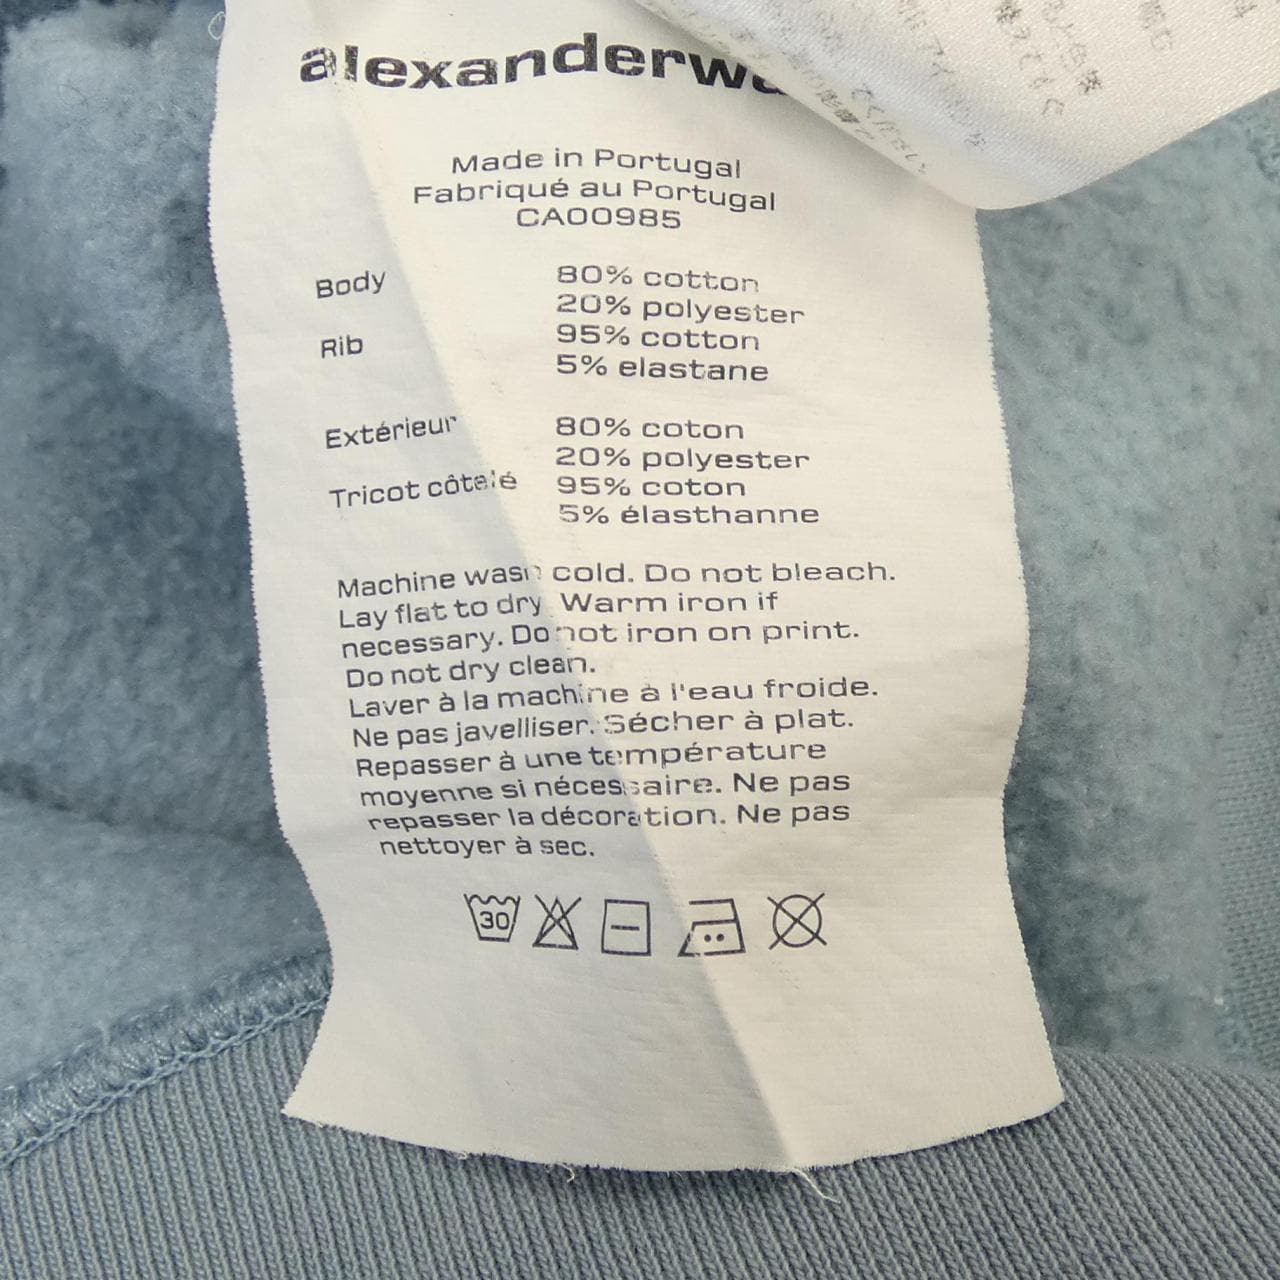 alexanderwa
Made in Portugal
Fabriqué au Portugal
CA00985
Body 80% cotton
20% polyester
Rib 95% cotton
5% elastane
Extérieur 80% coton
20% polyester
Tricot côtelé 95% coton
5% élasthanne
Machine wash cold. Do not bleach.
Lay flat to dry. Warm iron if
necessary. Do not iron on print.
Do not dry clean.
Laver à la machine à l'eau froide.
Ne pas javelliser. Sécher à plat.
Repasser à une température
moyenne si nécessaire. Ne pas
repasser la décoration. Ne pas
nettoyer à sec.
30